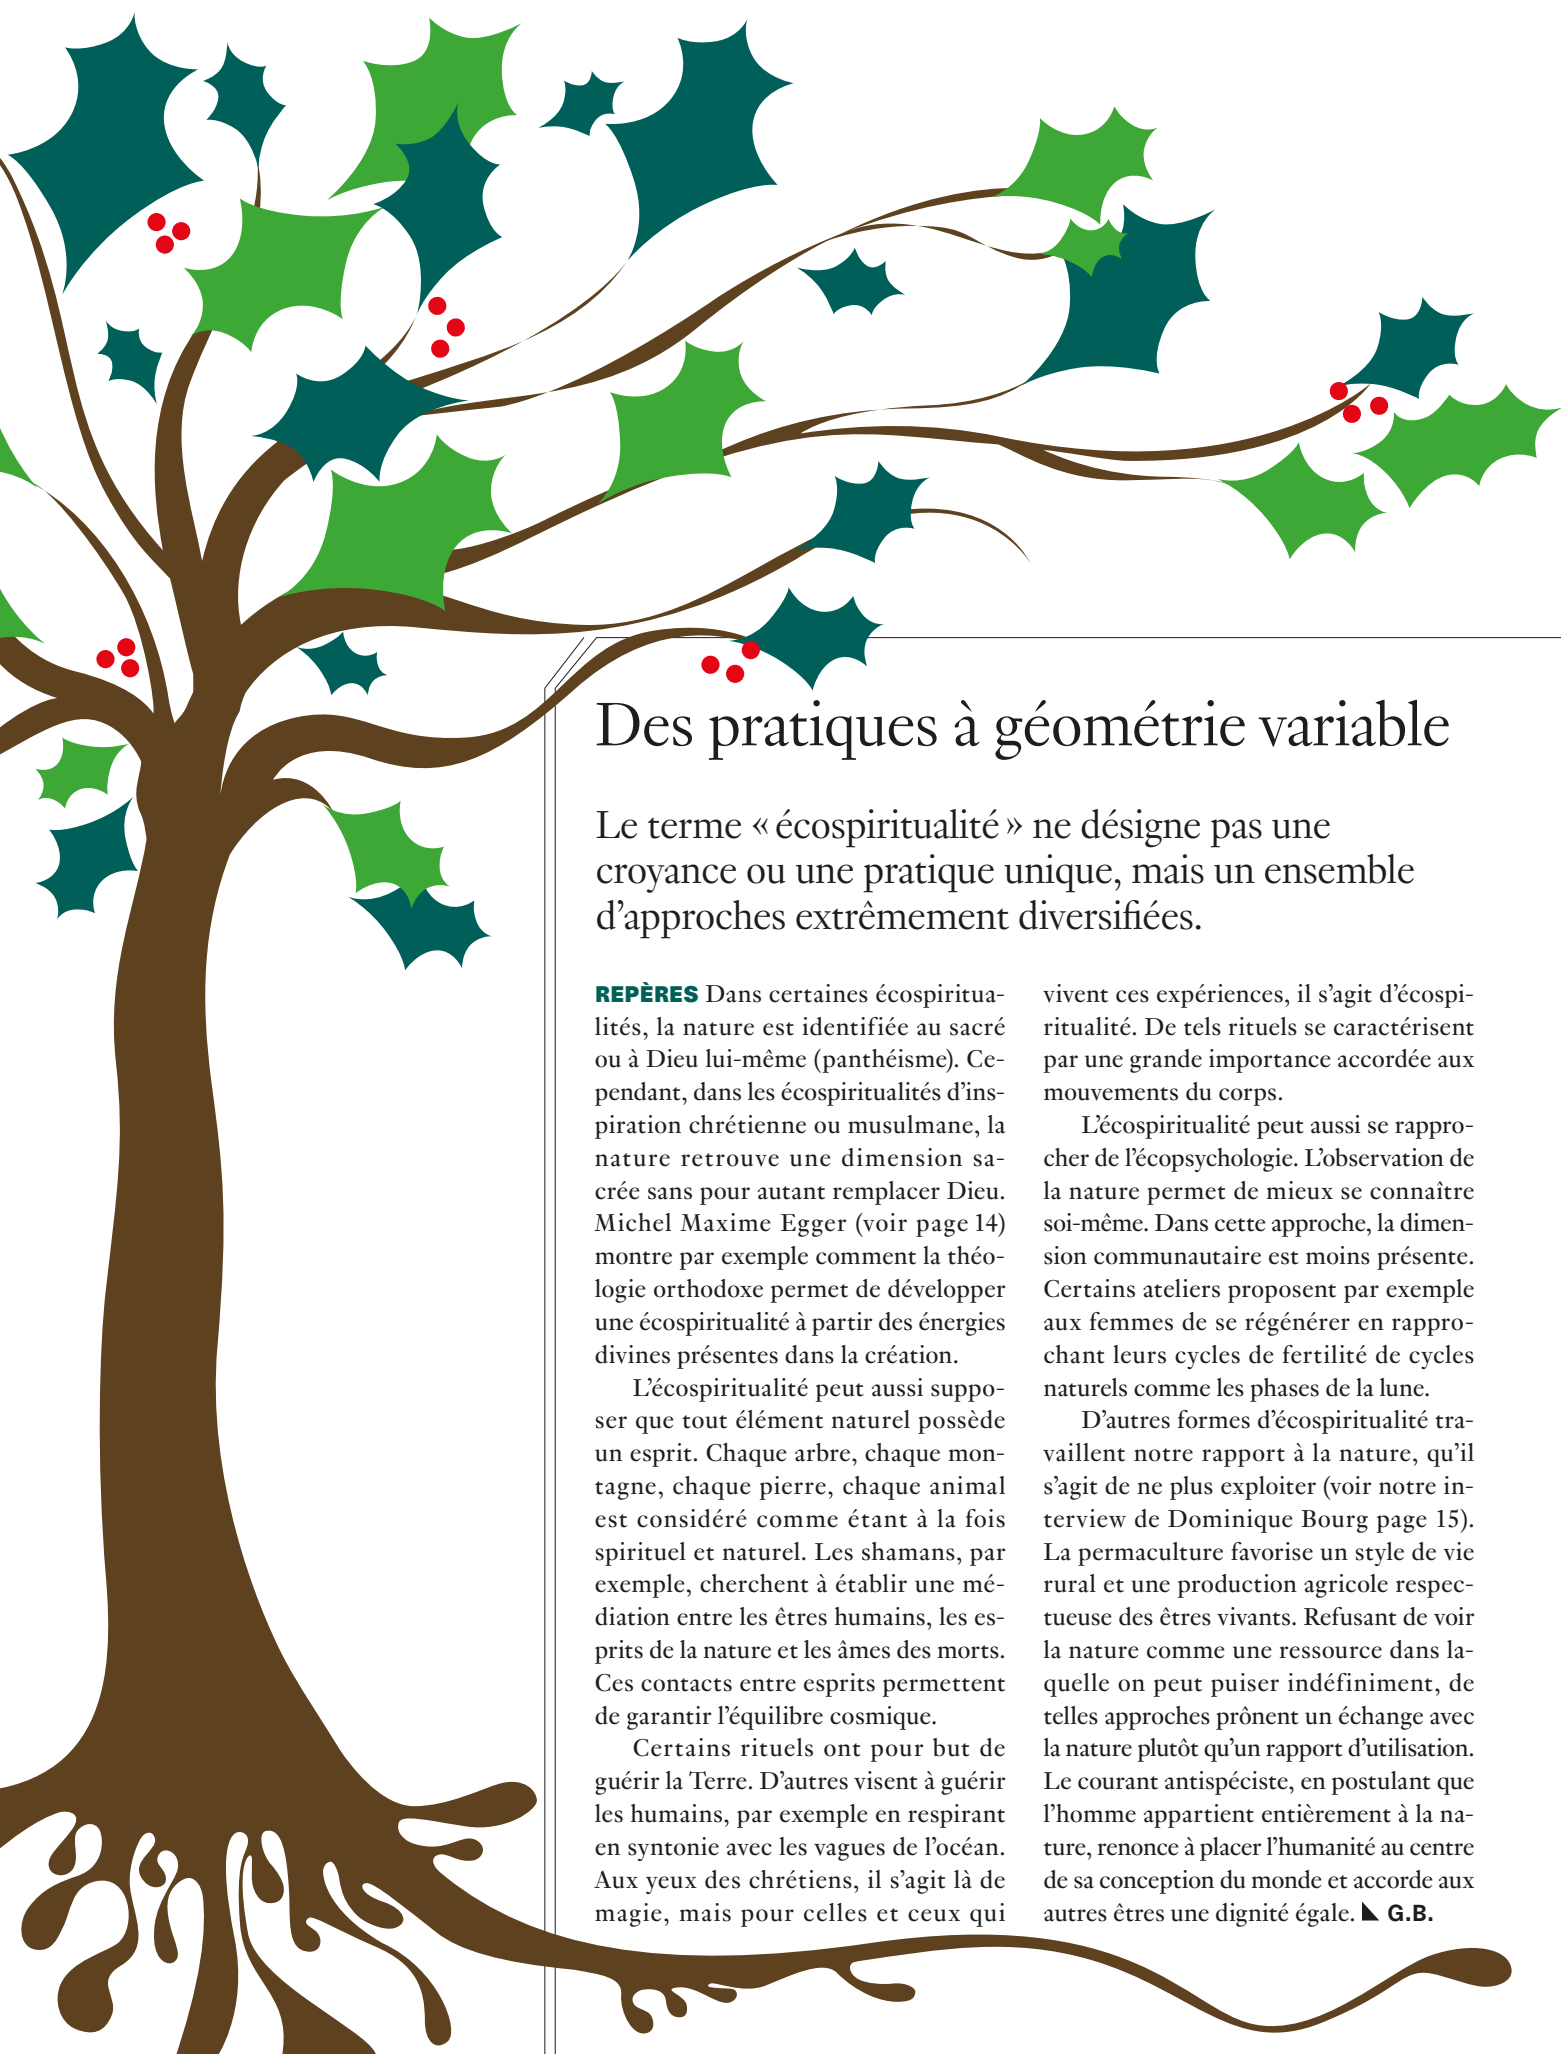 Des pratiques à géométrie variable
Le terme « écospiritualité » ne désigne pas une
croyance ou une pratique unique, mais un ensemble
d’approches extrêmement diversifiées.
REPÈRES Dans certaines écospiritua-
lités, la nature est identifiée au sacré
ou à Dieu lui-même (panthéisme). Ce-
pendant, dans les écospiritualités d’ins-
piration chrétienne ou musulmane, la
nature retrouve une dimension sa-
crée sans pour autant remplacer Dieu.
Michel Maxime Egger (voir page 14)
montre par exemple comment la théo-
logie orthodoxe permet de développer
une écospiritualité à partir des énergies
divines présentes dans la création.
L’écospiritualité peut aussi suppo-
ser que tout élément naturel possède
un esprit. Chaque arbre, chaque mon-
tagne, chaque pierre, chaque animal
est considéré comme étant à la fois
spirituel et naturel. Les shamans, par
exemple, cherchent à établir une mé-
diation entre les êtres humains, les es-
prits de la nature et les âmes des morts.
Ces contacts entre esprits permettent
de garantir l’équilibre cosmique.
Certains rituels ont pour but de
guérir la Terre. D’autres visent à guérir
les humains, par exemple en respirant
en syntonie avec les vagues de l’océan.
Aux yeux des chrétiens, il s’agit là de
magie, mais pour celles et ceux qui
vivent ces expériences, il s’agit d’écospi-
ritualité. De tels rituels se caractérisent
par une grande importance accordée aux
mouvements du corps.
L’écospiritualité peut aussi se rappro-
cher de l’écopsychologie. L’observation de
la nature permet de mieux se connaître
soi-même. Dans cette approche, la dimen-
sion communautaire est moins présente.
Certains ateliers proposent par exemple
aux femmes de se régénérer en rappro-
chant leurs cycles de fertilité de cycles
naturels comme les phases de la lune.
D’autres formes d’écospiritualité tra-
vaillent notre rapport à la nature, qu’il
s’agit de ne plus exploiter (voir notre in-
terview de Dominique Bourg page 15).
La permaculture favorise un style de vie
rural et une production agricole respec-
tueuse des êtres vivants. Refusant de voir
la nature comme une ressource dans la-
quelle on peut puiser indéfiniment, de
telles approches prônent un échange avec
la nature plutôt qu’un rapport d’utilisation.
Le courant antispéciste, en postulant que
l’homme appartient entièrement à la na-
ture, renonce à placer l’humanité au centre
de sa conception du monde et accorde aux
autres êtres une dignité égale. G.B.